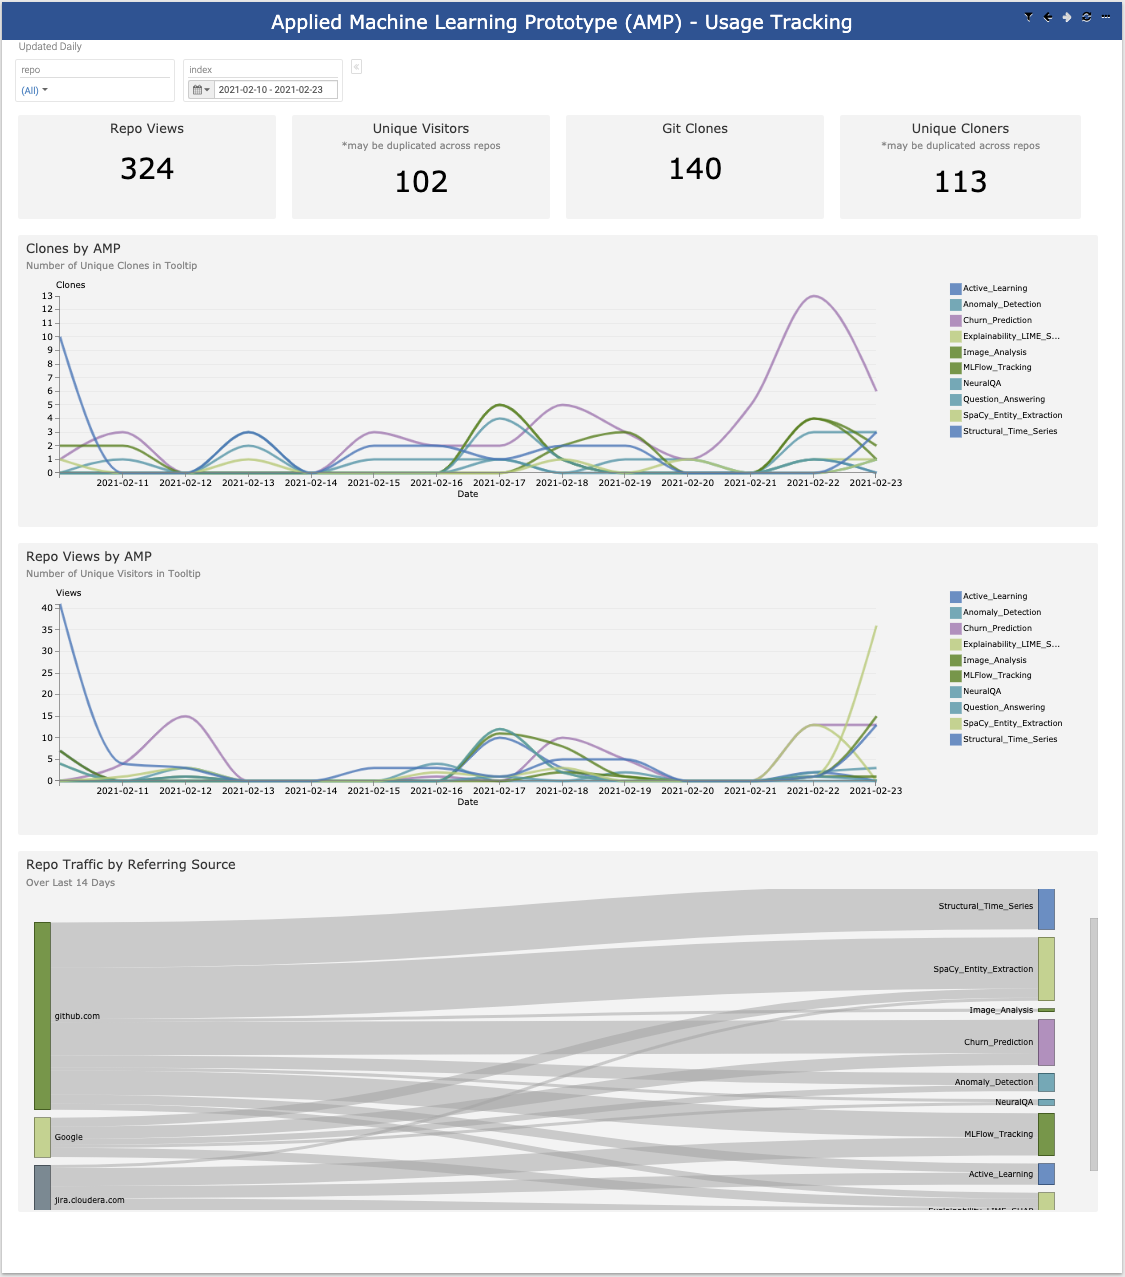 Applied Machine Learning Prototype (AMP) - Usage Tracking
Updated Daily
repo
(All)
index
2021-02-10 - 2021-02-23
Repo Views
324
Unique Visitors
*may be duplicated across repos
102
Git Clones
140
Unique Cloners
*may be duplicated across repos
113
Clones by AMP
Number of Unique Clones in Tooltip
Clones
13
12
11
10
9
8
7
6
5
4
3
2
1
0
2021-02-11 2021-02-12 2021-02-13 2021-02-14 2021-02-15 2021-02-16 2021-02-17 2021-02-18 2021-02-19 2021-02-20 2021-02-21 2021-02-22 2021-02-23
Date
Active_Learning
Anomaly_Detection
Churn_Prediction
Explainability_LIME_S...
Image_Analysis
MLFlow_Tracking
NeuralQA
Question_Answering
SpaCy_Entity_Extraction
Structural_Time_Series
Repo Views by AMP
Number of Unique Visitors in Tooltip
Views
40
35
30
25
20
15
10
5
0
2021-02-11 2021-02-12 2021-02-13 2021-02-14 2021-02-15 2021-02-16 2021-02-17 2021-02-18 2021-02-19 2021-02-20 2021-02-21 2021-02-22 2021-02-23
Date
Active_Learning
Anomaly_Detection
Churn_Prediction
Explainability_LIME_S...
Image_Analysis
MLFlow_Tracking
NeuralQA
Question_Answering
SpaCy_Entity_Extraction
Structural_Time_Series
Repo Traffic by Referring Source
Over Last 14 Days
github.com
Google
jira.cloudera.com
Structural_Time_Series
SpaCy_Entity_Extraction
Image_Analysis
Churn_Prediction
Anomaly_Detection
NeuralQA
MLFlow_Tracking
Active_Learning
Explainability_LIME_SHAP